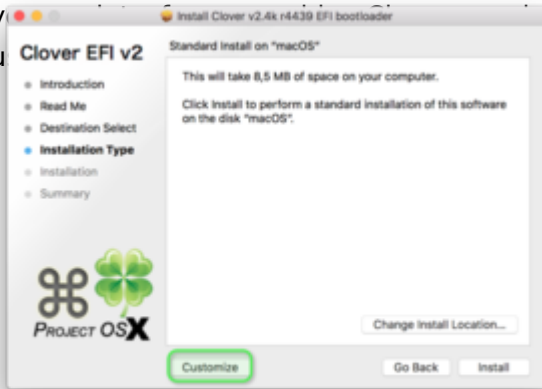 Install Clover v2.4k r4439 EFI bootloader
Clover EFI v2
Standard Install on "macOS"
Introduction
Read Me
Destination Select
Installation Type
Installation
Summary
This will take 8,5 MB of space on your computer.
Click Install to perform a standard installation of this software
on the disk "macOS".
PROJECT OSX
Change Install Location...
Customize
Go Back
Install